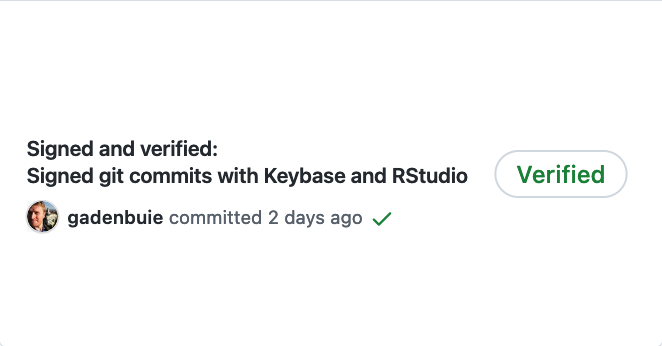 Signed and verified:
Signed git commits with Keybase and RStudio
Verified
gadenbuie committed 2 days ago